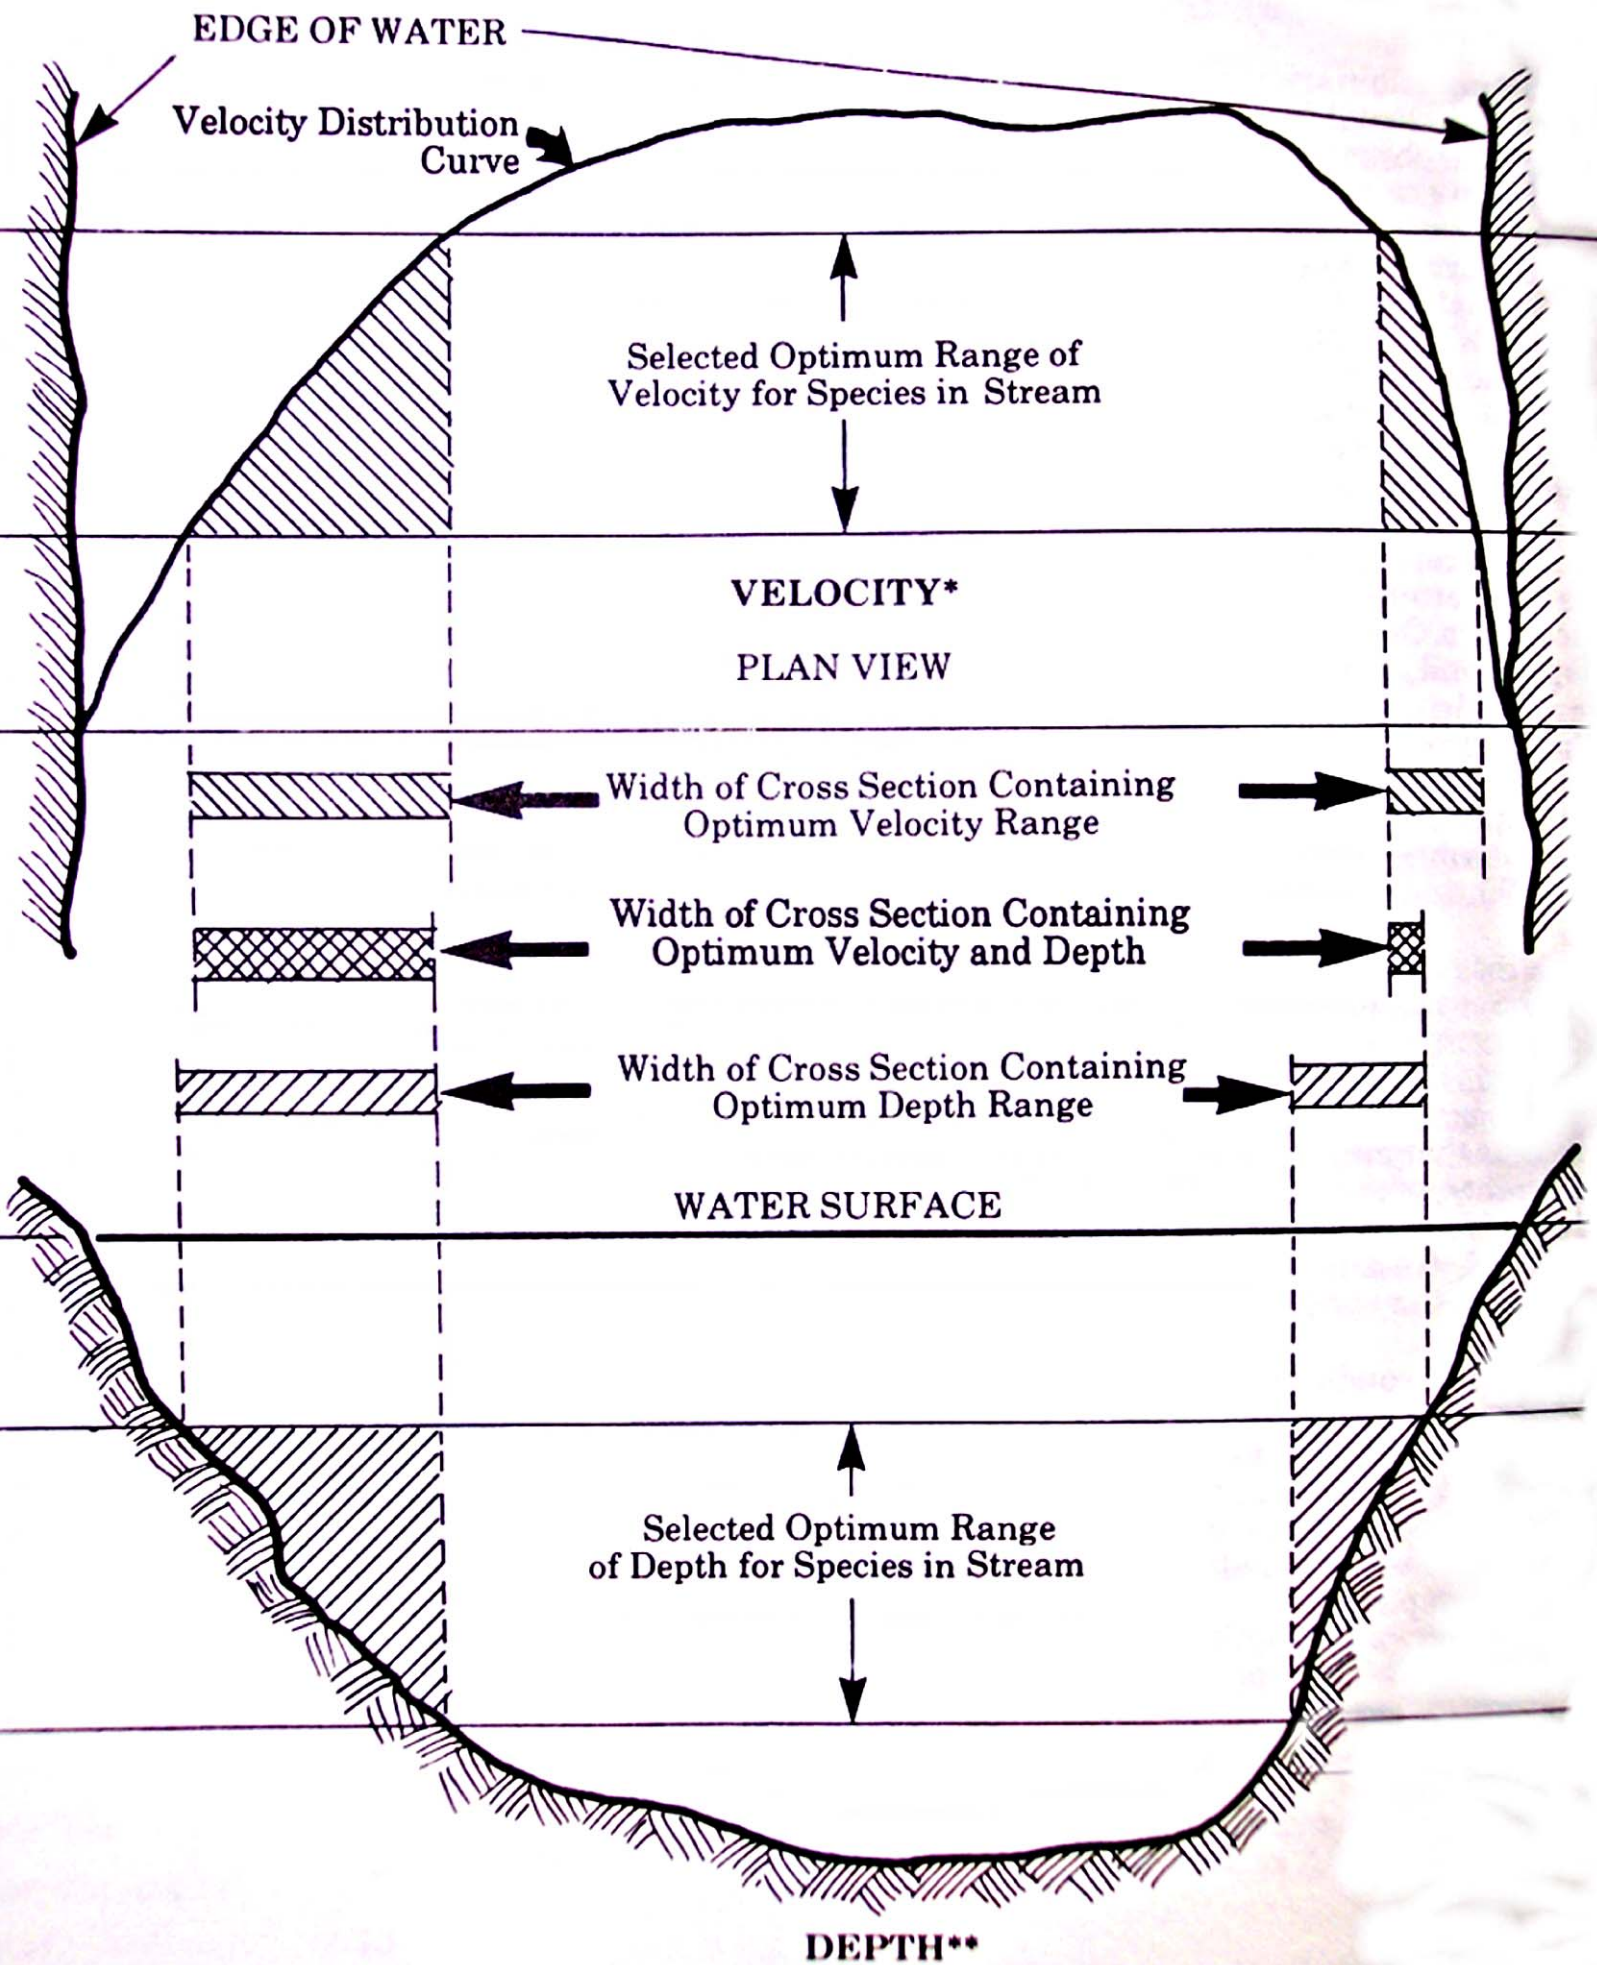 EDGE OF WATER
Velocity Distribution
Curve
Selected Optimum Range of
Velocity for Species in Stream
VELOCITY*
PLAN VIEW
Width of Cross Section Containing
Optimum Velocity Range
Width of Cross Section Containing
Optimum Velocity and Depth
Width of Cross Section Containing
Optimum Depth Range
WATER SURFACE
Selected Optimum Range
of Depth for Species in Stream
DEPTH**